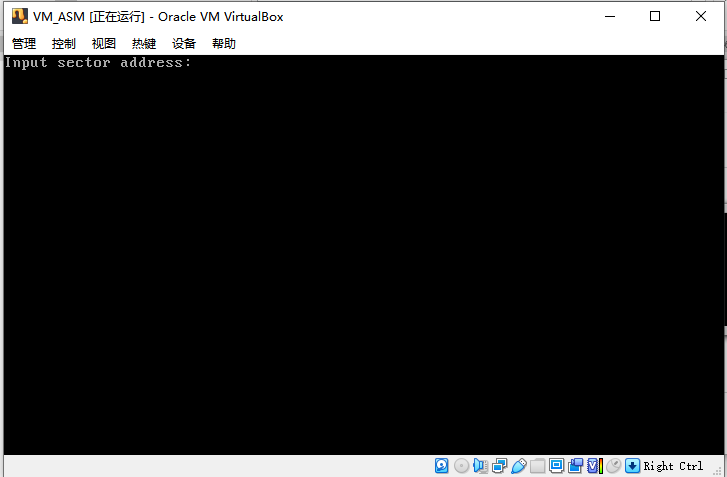 VM_ASM [正在运行] - Oracle VM VirtualBox
管理 控制 视图 热键 设备 帮助
Input sector address:
Right Ctrl